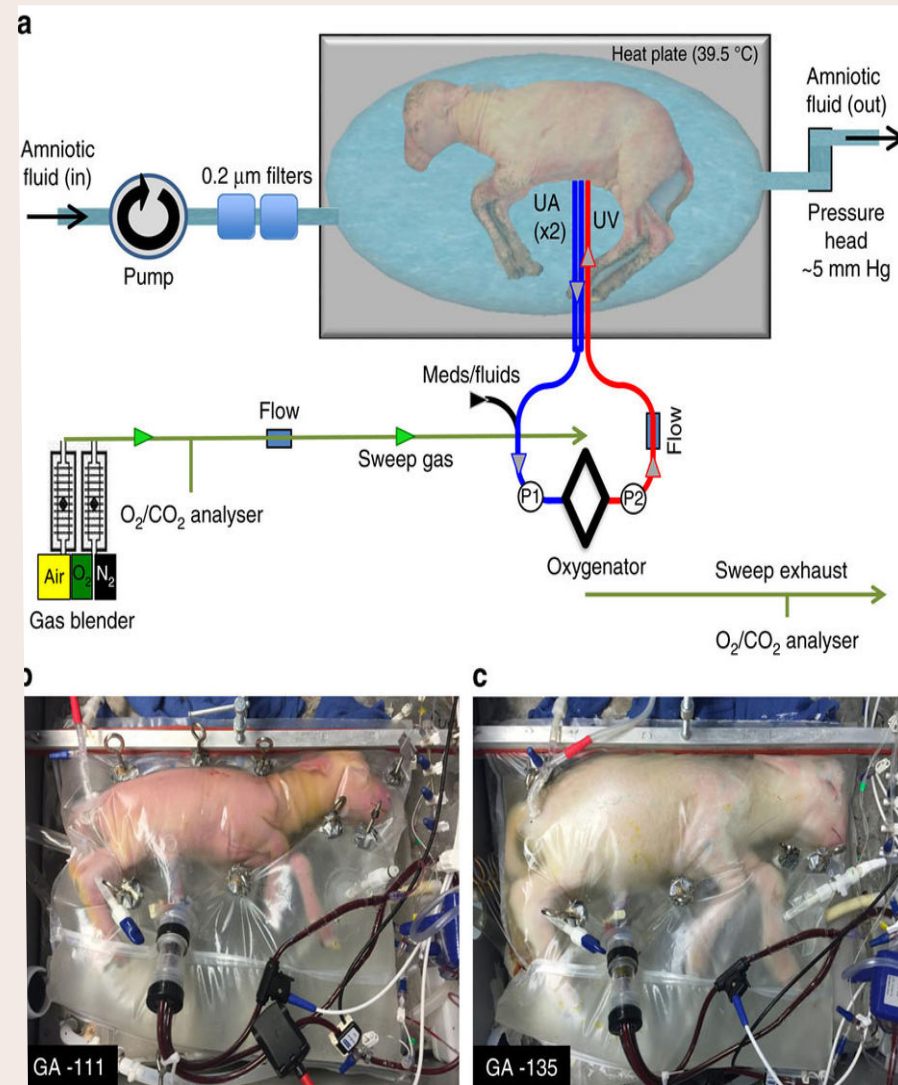 a
Heat plate (39.5 °C)
Amniotic
fluid (out)
Amniotic
fluid (in)
0.2 µm filters
UA
(x2)
UV
Pressure
head
~5 mm Hg
Pump
Meds/fluids
Flow
Flow
Sweep gas
P1
P2
O₂/CO₂ analyser
Oxygenator
Air
O₂
N₂
Sweep exhaust
Gas blender
O₂/CO₂ analyser
b
c
GA -111
GA -135